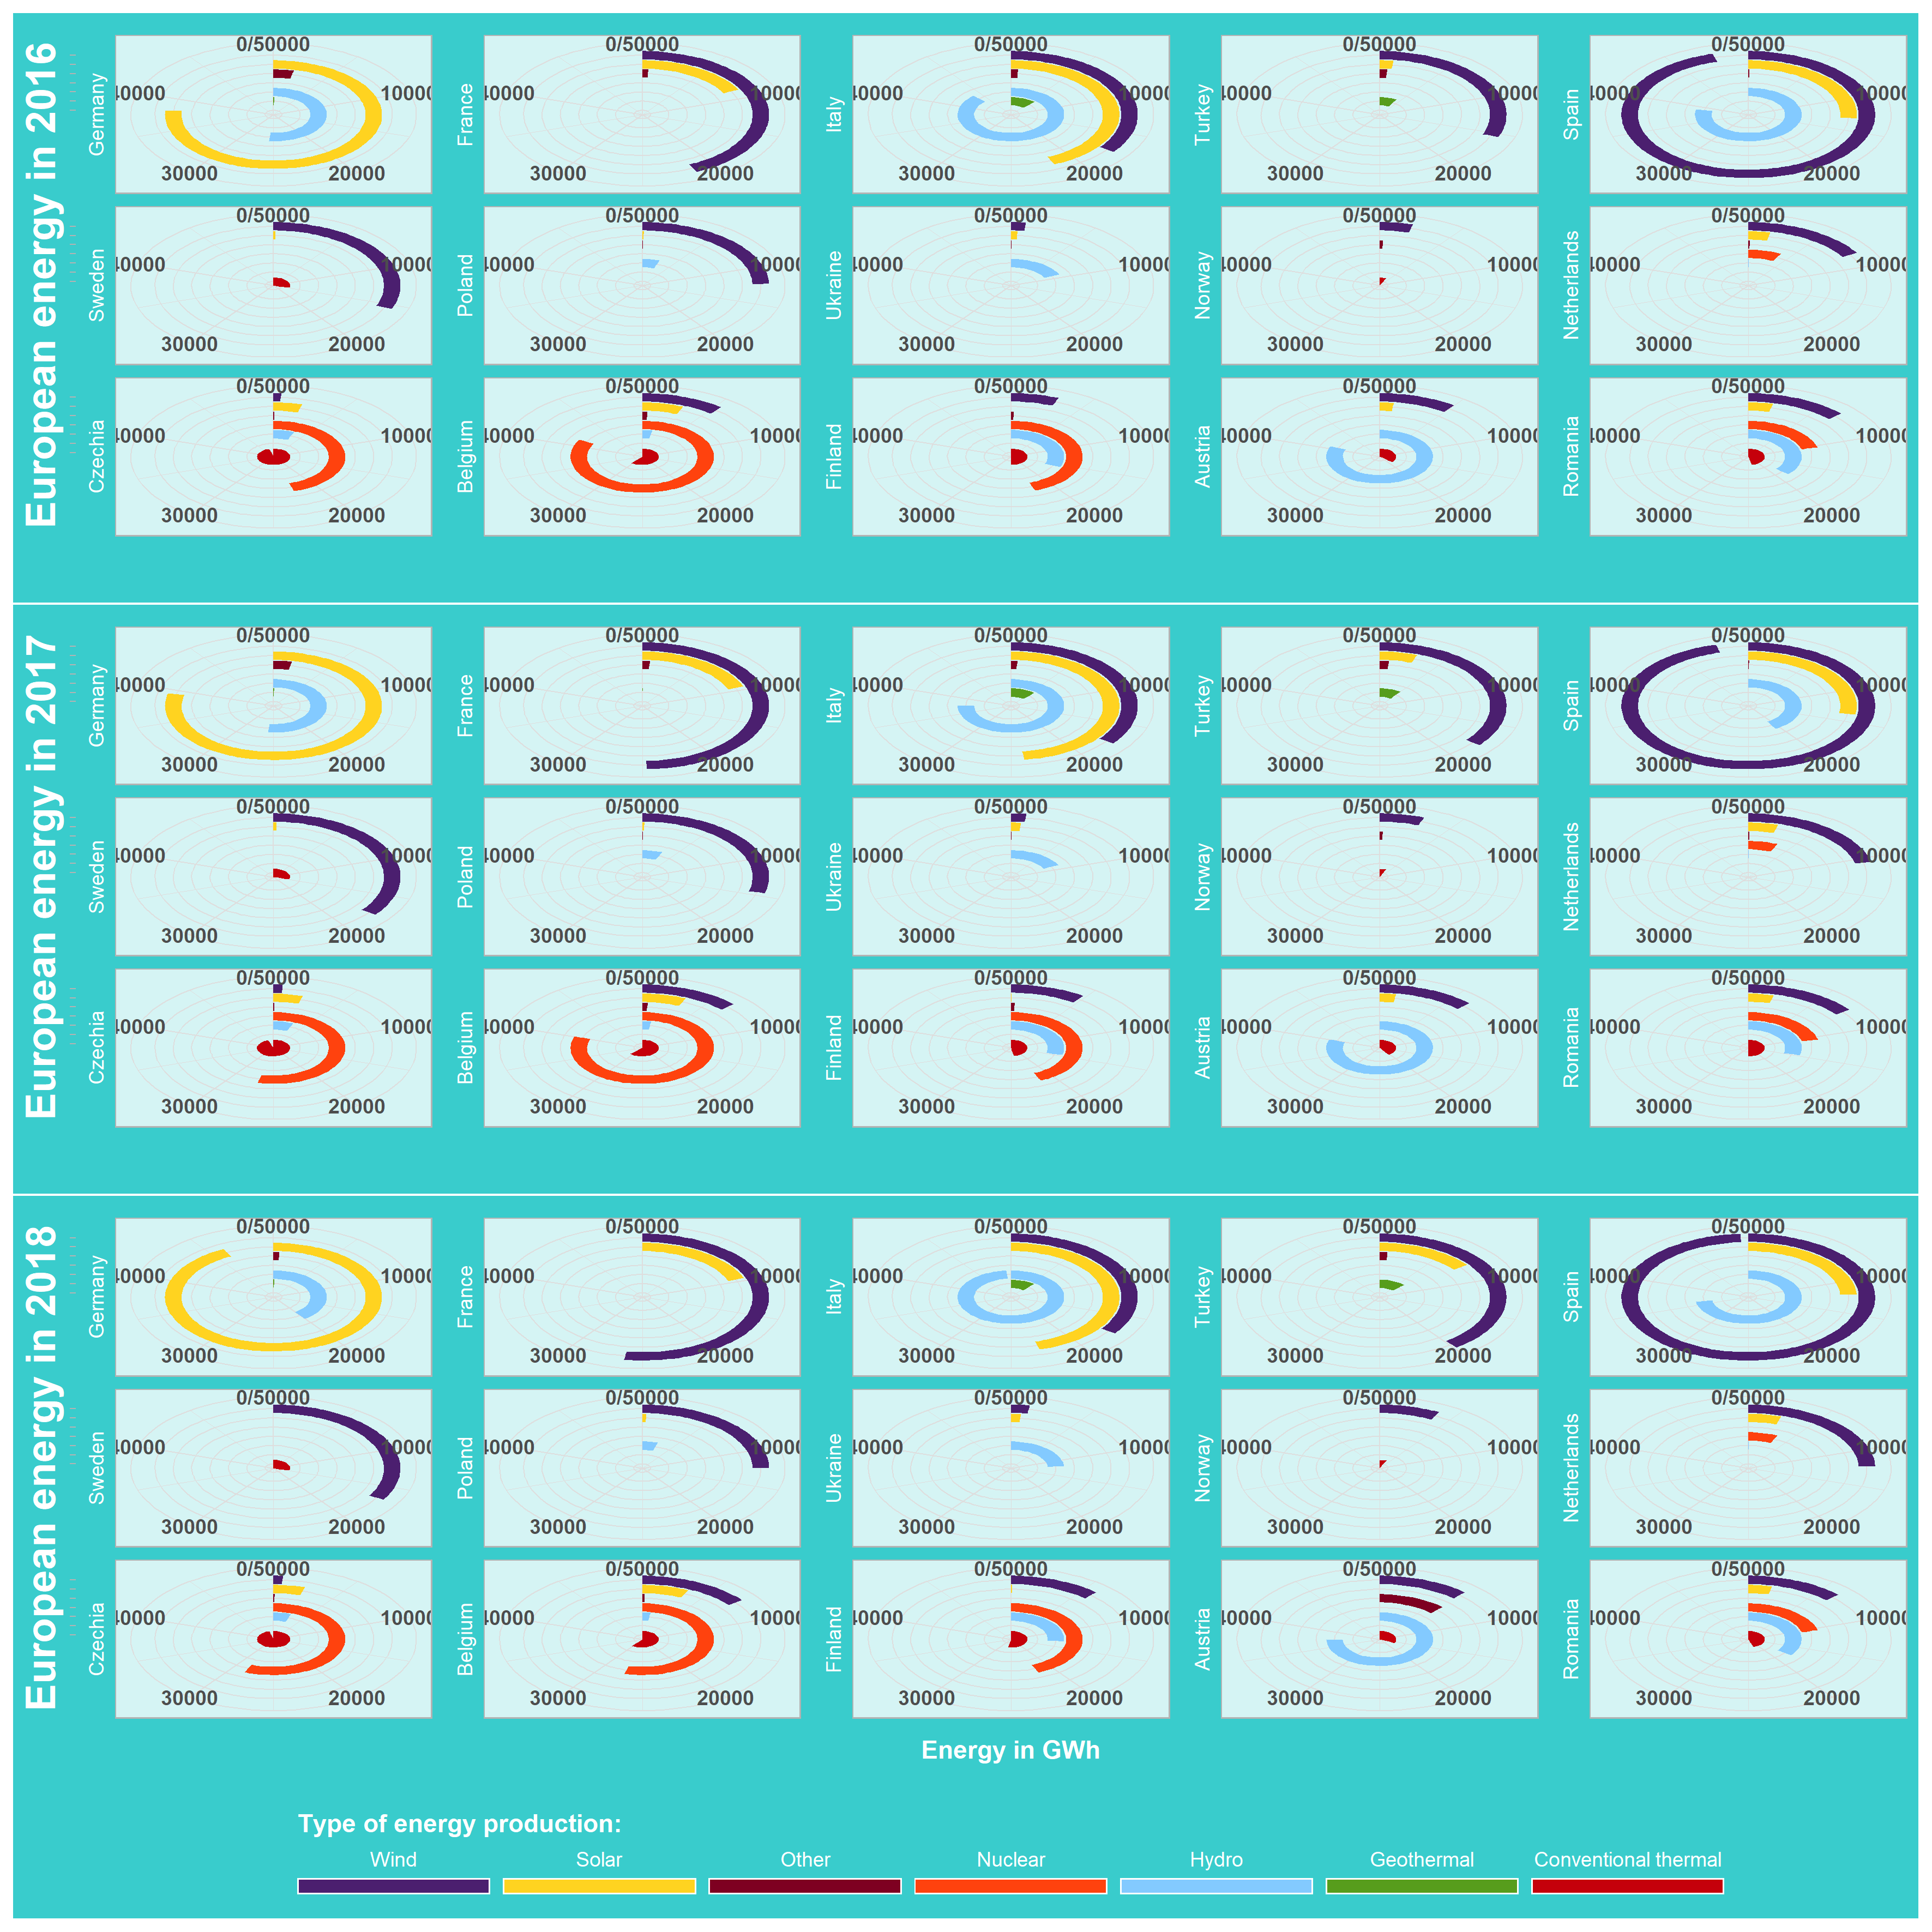 European energy in 2016
0/50000 0/50000 0/50000 0/50000 0/50000
Germany 40000 10000 France 40000 10000 Italy 40000 10000 Turkey 40000 10000 Spain 40000 10000
30000 20000 30000 20000 30000 20000 30000 20000 30000 20000
0/50000 0/50000 0/50000 0/50000 0/50000
Sweden 40000 10000 Poland 40000 10000 Ukraine 40000 10000 Norway 40000 10000 Netherlands 40000 10000
30000 20000 30000 20000 30000 20000 30000 20000 30000 20000
0/50000 0/50000 0/50000 0/50000 0/50000
Czechia 40000 10000 Belgium 40000 10000 Finland 40000 10000 Austria 40000 10000 Romania 40000 10000
30000 20000 30000 20000 30000 20000 30000 20000 30000 20000
European energy in 2017
0/50000 0/50000 0/50000 0/50000 0/50000
Germany 40000 10000 France 40000 10000 Italy 40000 10000 Turkey 40000 10000 Spain 40000 10000
30000 20000 30000 20000 30000 20000 30000 20000 30000 20000
0/50000 0/50000 0/50000 0/50000 0/50000
Sweden 40000 10000 Poland 40000 10000 Ukraine 40000 10000 Norway 40000 10000 Netherlands 40000 10000
30000 20000 30000 20000 30000 20000 30000 20000 30000 20000
0/50000 0/50000 0/50000 0/50000 0/50000
Czechia 40000 10000 Belgium 40000 10000 Finland 40000 10000 Austria 40000 10000 Romania 40000 10000
30000 20000 30000 20000 30000 20000 30000 20000 30000 20000
European energy in 2018
0/50000 0/50000 0/50000 0/50000 0/50000
Germany 40000 10000 France 40000 10000 Italy 40000 10000 Turkey 40000 10000 Spain 40000 10000
30000 20000 30000 20000 30000 20000 30000 20000 30000 20000
0/50000 0/50000 0/50000 0/50000 0/50000
Sweden 40000 10000 Poland 40000 10000 Ukraine 40000 10000 Norway 40000 10000 Netherlands 40000 10000
30000 20000 30000 20000 30000 20000 30000 20000 30000 20000
0/50000 0/50000 0/50000 0/50000 0/50000
Czechia 40000 10000 Belgium 40000 10000 Finland 40000 10000 Austria 40000 10000 Romania 40000 10000
30000 20000 30000 20000 30000 20000 30000 20000 30000 20000
Energy in GWh
Type of energy production:
Wind Solar Other Nuclear Hydro Geothermal Conventional thermal